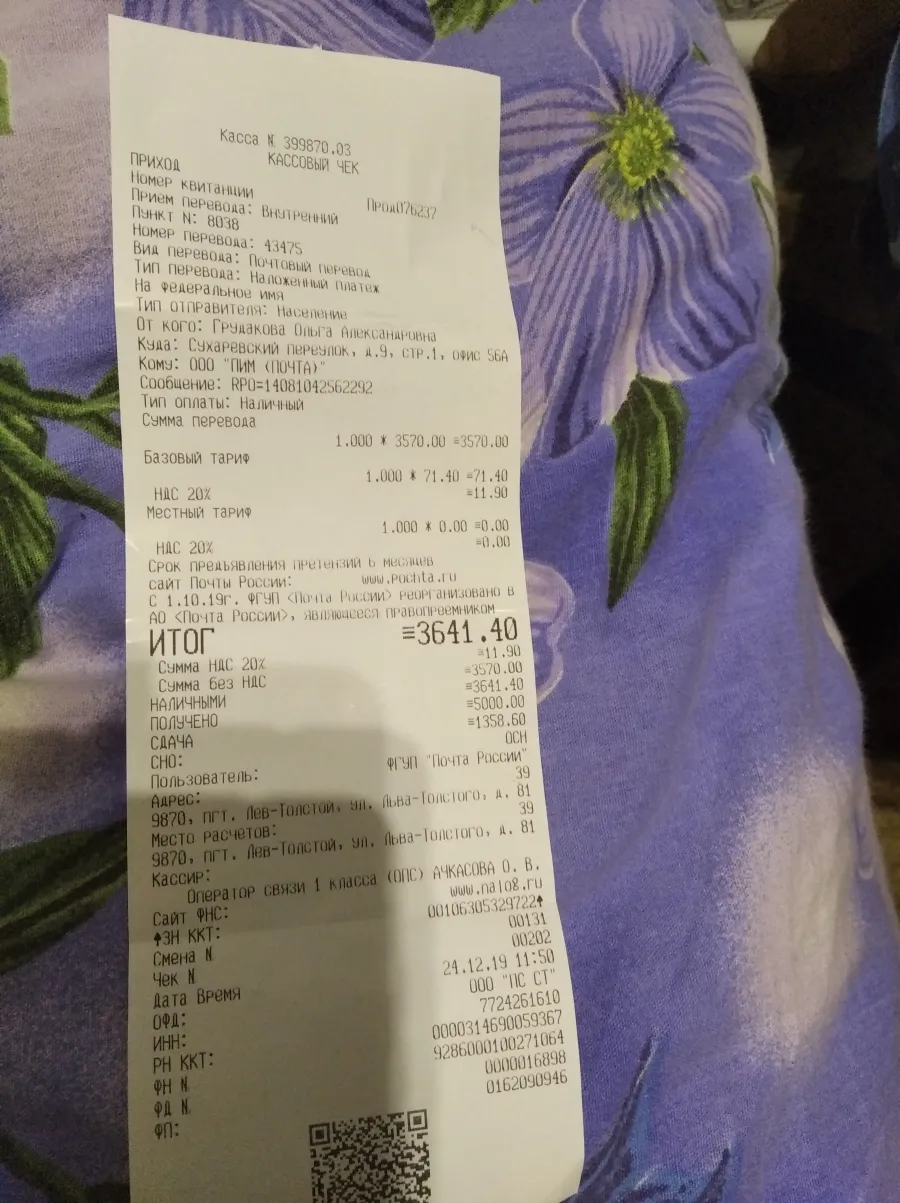 Касса № 399870.03
КАССОВЫЙ ЧЕК
ПРИХОД
Номер квитанции Прод076237
Прием перевода: Внутренний
Пункт N: 8038
Номер перевода: 43475
Вид перевода: Почтовый перевод
Тип перевода: Наложенный платеж
На федеральное имя
Тип отправителя: Население
От кого: Грудакова Ольга Александровна
Куда: Сухаревский переулок, д.9, стр.1, офис 56А
Кому: ООО "ПИМ (ПОЧТА)"
Сообщение: RPO=14081042562292
Тип оплаты: Наличный
Сумма перевода
1.000 * 3570.00 ≡3570.00
Базовый тариф
1.000 * 71.40 ≡71.40
НДС 20% ≡11.90
Местный тариф
1.000 * 0.00 ≡0.00
НДС 20% ≡0.00
Срок предъявления претензий 6 месяцев
сайт Почты России: www.pochta.ru
С 1.10.19г. ФГУП <Почта России> реорганизовано в
АО <Почта России>, являющееся правопреемником
ИТОГ ≡3641.40
Сумма НДС 20% ≡11.90
Сумма без НДС ≡3570.00
НАЛИЧНЫМИ ≡3641.40
ПОЛУЧЕНО ≡5000.00
СДАЧА ≡1358.60
СНО: ОСН
Пользователь: ФГУП "Почта России"
Адрес: 39
9870, пгт. Лев-Толстой, ул. Льва-Толстого, д. 81
Место расчетов: 39
9870, пгт. Лев-Толстой, ул. Льва-Толстого, д. 81
Кассир:
Оператор связи 1 класса (ОПС) АЧКАСОВА О. В.
Сайт ФНС: www.nalog.ru
ЗН ККТ: 00106305329722
Смена № 00131
Чек № 00202
Дата Время 24.12.19 11:50
ОФД: ООО "ПС СТ"
ИНН: 7724261610
РН ККТ: 0000314690059367
ФН № 9286000100271064
ФД № 0000016898
ФП: 0162090946